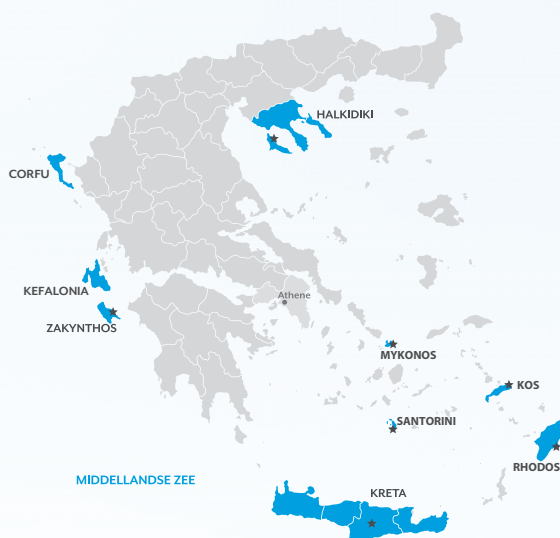 HALKIDIKI
CORFU
KEFALONIA
Athene
ZAKYNTHOS
MYKONOS
KOS
SANTORINI
RHODOS
MIDDELLANDSE ZEE
KRETA